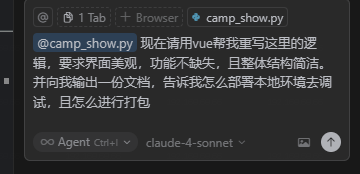 @ 1 Tab + Browser camp_show.py
@camp_show.py 现在请用vue帮我重写这里的逻
辑，要求界面美观，功能不缺失，且整体结构简洁。
并向我输出一份文档，告诉我怎么部署本地环境去调
试，且怎么进行打包
∞ Agent Ctrl+I claude-4-sonnet